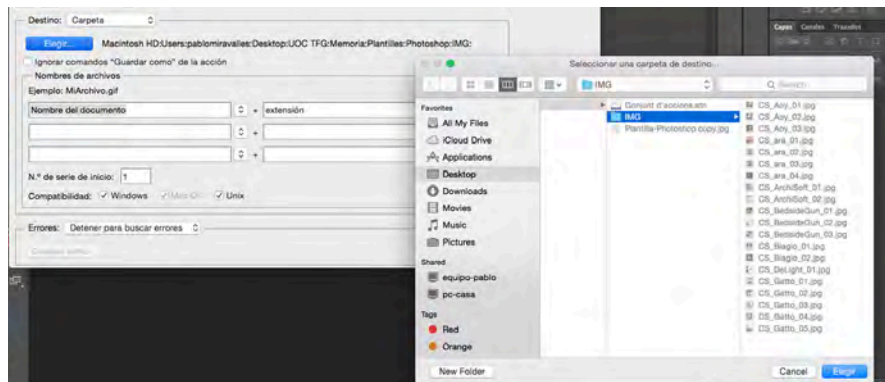 Destino: Carpeta
Elegir... Macintosh HD:Users:pablomiravalles:Desktop:UOC TFG:Memoria:Plantilles:Photoshop:IMG:
Ignorar comandos "Guardar como" de la acción
Nombres de archivos
Ejemplo: MiArchivo.gif
Nombre del documento + extensión
+
+
N.º de serie de inicio: 1
Compatibilidad: Windows Mac OS Unix
Errores: Detener para buscar errores
Capas Canales Trazados
Seleccionar una carpeta de destino...
IMG
Search
Favorites
All My Files
iCloud Drive
Applications
Desktop
Downloads
Movies
Music
Pictures
Shared
equipo-pablo
pc-casa
Tags
Red
Orange
Conjunt d'accions.atn
IMG
Plantilla-Photoshop copy.jpg
CS_Aoy_01.jpg
CS_Aoy_02.jpg
CS_Aoy_03.jpg
CS_ara_01.jpg
CS_ara_02.jpg
CS_ara_03.jpg
CS_ara_04.jpg
CS_ArchiSoft_01.jpg
CS_ArchiSoft_02.jpg
CS_BedsideGun_01.jpg
CS_BedsideGun_02.jpg
CS_BedsideGun_03.jpg
CS_Biagio_01.jpg
CS_Biagio_02.jpg
CS_DeLight_01.jpg
CS_Gatto_01.jpg
CS_Gatto_02.jpg
CS_Gatto_03.jpg
CS_Gatto_04.jpg
CS_Gatto_05.jpg
New Folder
Cancel
Elegir